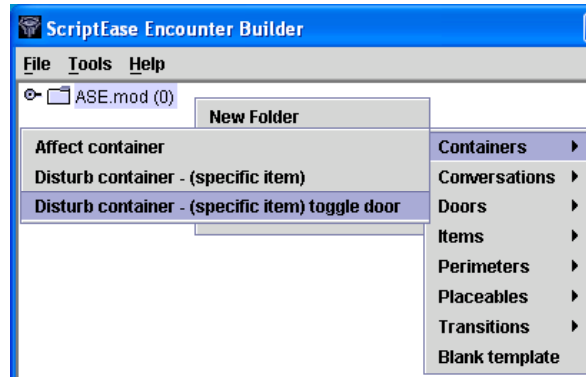 ScriptEase Encounter Builder
File Tools Help
ASE.mod (0)
New Folder
Affect container
Disturb container - (specific item)
Disturb container - (specific item) toggle door
Containers
Conversations
Doors
Items
Perimeters
Placeables
Transitions
Blank template